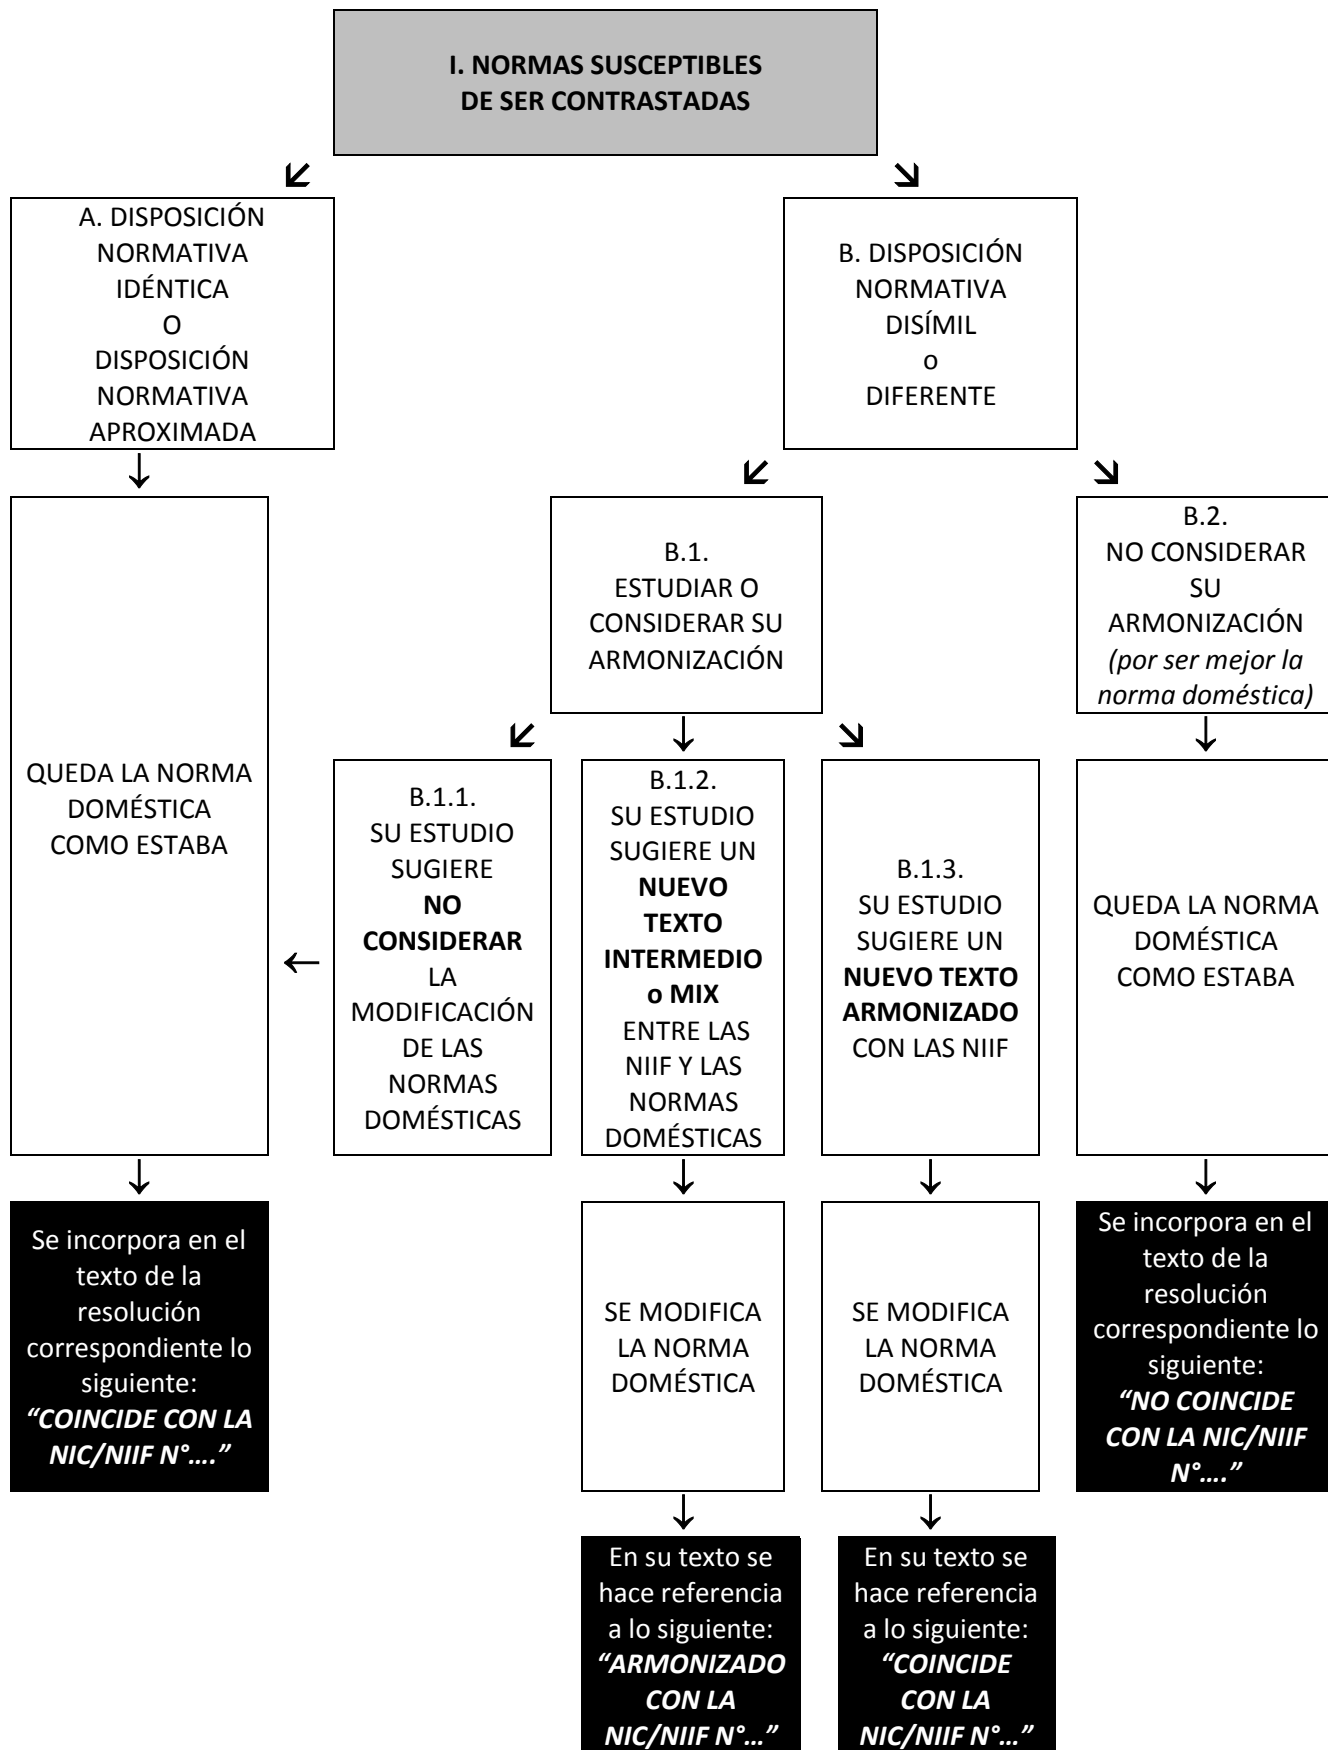 I. NORMAS SUSCEPTIBLES
DE SER CONTRASTADAS
A. DISPOSICIÓN
NORMATIVA
IDÉNTICA
O
DISPOSICIÓN
NORMATIVA
APROXIMADA
B. DISPOSICIÓN
NORMATIVA
DISÍMIL
o
DIFERENTE
B.1.
ESTUDIAR O
CONSIDERAR SU
ARMONIZACIÓN
B.2.
NO CONSIDERAR
SU
ARMONIZACIÓN
(por ser mejor la
norma doméstica)
QUEDA LA NORMA
DOMÉSTICA
COMO ESTABA
B.1.1.
SU ESTUDIO
SUGIERE
NO
CONSIDERAR
LA
MODIFICACIÓN
DE LAS
NORMAS
DOMÉSTICAS
B.1.2.
SU ESTUDIO
SUGIERE UN
NUEVO
TEXTO
INTERMEDIO
o MIX
ENTRE LAS
NIIF Y LAS
NORMAS
DOMÉSTICAS
B.1.3.
SU ESTUDIO
SUGIERE UN
NUEVO TEXTO
ARMONIZADO
CON LAS NIIF
QUEDA LA NORMA
DOMÉSTICA
COMO ESTABA
Se incorpora en el
texto de la
resolución
correspondiente lo
siguiente:
“COINCIDE CON LA
NIC/NIIF N°….”
SE MODIFICA
LA NORMA
DOMÉSTICA
SE MODIFICA
LA NORMA
DOMÉSTICA
Se incorpora en el
texto de la
resolución
correspondiente lo
siguiente:
“NO COINCIDE
CON LA NIC/NIIF
N°….”
En su texto se
hace referencia
a lo siguiente:
“ARMONIZADO
CON LA
NIC/NIIF N°…”
En su texto se
hace referencia
a lo siguiente:
“COINCIDE
CON LA
NIC/NIIF N°…”